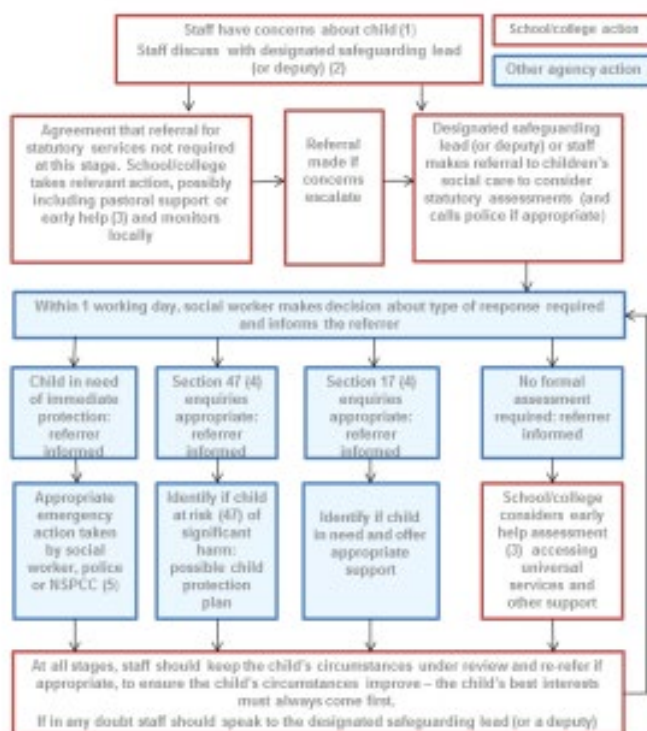 Staff have concerns about child (1)
Staff discuss with designated safeguarding lead
(or deputy) (2)
School/college action
Other agency action
Agreement that referral for
statutory services not required
at this stage. School/college
takes relevant action, possibly
including pastoral support or
early help (3) and monitors
locally
Referral
made if
concerns
escalate
Designated safeguarding
lead (or deputy) or staff
makes referral to children's
social care to consider
statutory assessments (and
calls police if appropriate)
Within 1 working day, social worker makes decision about type of response required
and informs the referrer
Child in need
of immediate
protection:
referrer
informed
Section 47 (4)
enquiries
appropriate:
referrer
informed
Section 17 (4)
enquiries
appropriate:
referrer
informed
No formal
assessment
required: referrer
informed
Appropriate
emergency
action taken
by social
worker, police
or NSPCC (5)
Identify if child
at risk (47) of
significant
harm:
possible child
protection
plan
Identify if child
in need and offer
appropriate
support
School/college
considers early
help assessment
(3) accessing
universal
services and
other support
At all stages, staff should keep the child's circumstances under review and re-refer if
appropriate, to ensure the child's circumstances improve – the child's best interests
must always come first.
If in any doubt staff should speak to the designated safeguarding lead (or a deputy)